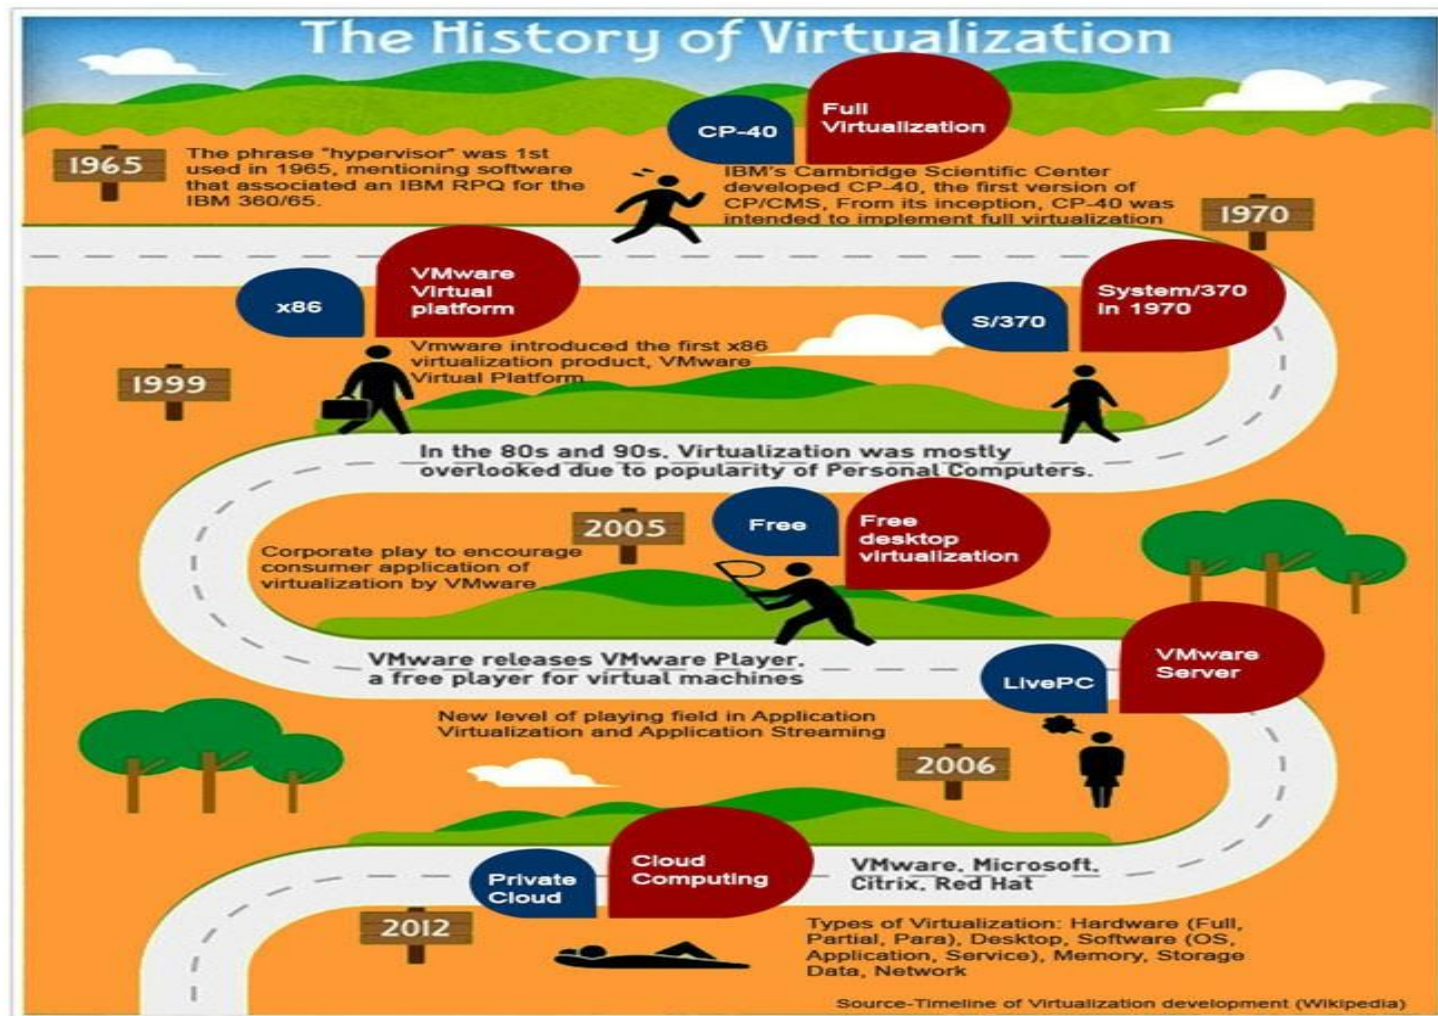 The History of Virtualization
CP-40
Full
Virtualization
1965
The phrase "hypervisor" was 1st
used in 1965, mentioning software
that associated an IBM RPQ for the
IBM 360/65.
IBM's Cambridge Scientific Center
developed CP-40, the first version of
CP/CMS, From its inception, CP-40 was
intended to implement full virtualization
1970
x86
VMware
Virtual
platform
S/370
System/370
in 1970
1999
Vmware introduced the first x86
virtualization product, VMware
Virtual Platform
In the 80s and 90s, Virtualization was mostly
overlooked due to popularity of Personal Computers.
2005
Free
Free
desktop
virtualization
Corporate play to encourage
consumer application of
virtualization by VMware
VMware releases VMware Player,
a free player for virtual machines
LivePC
VMware
Server
New level of playing field in Application
Virtualization and Application Streaming
2006
Private
Cloud
Cloud
Computing
VMware, Microsoft,
Citrix, Red Hat
2012
Types of Virtualization: Hardware (Full,
Partial, Para), Desktop, Software (OS,
Application, Service), Memory, Storage
Data, Network
Source-Timeline of Virtualization development (Wikipedia)